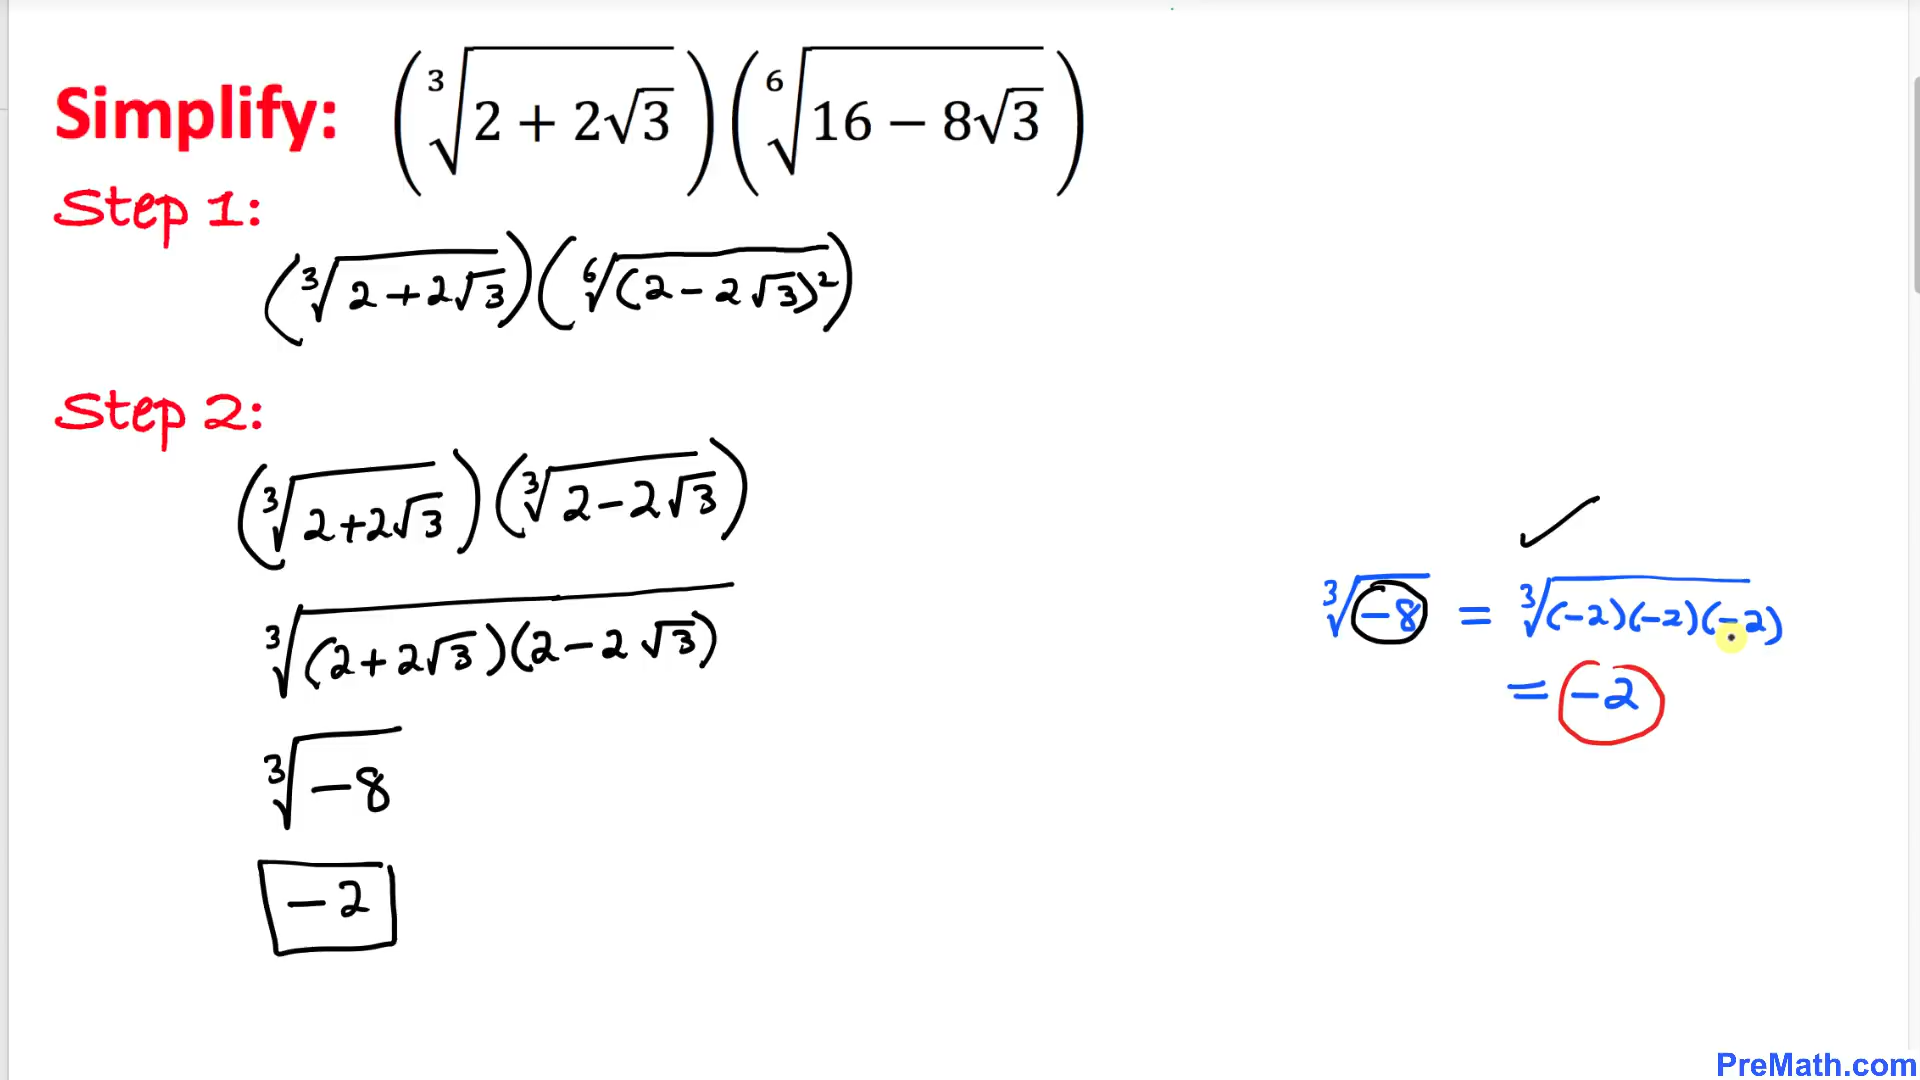 Simplify: (∛(2 + 2√3)) (⁶√(16 − 8√3))
Step 1:
(∛(2+2√3)) (⁶√((2−2√3)²))
Step 2:
(∛(2+2√3)) (∛(2−2√3))
∛((2+2√3)(2−2√3))
∛(−8)
−2
✓
∛(−8) = ∛((−2)(−2)(−2))
= −2
PreMath.com